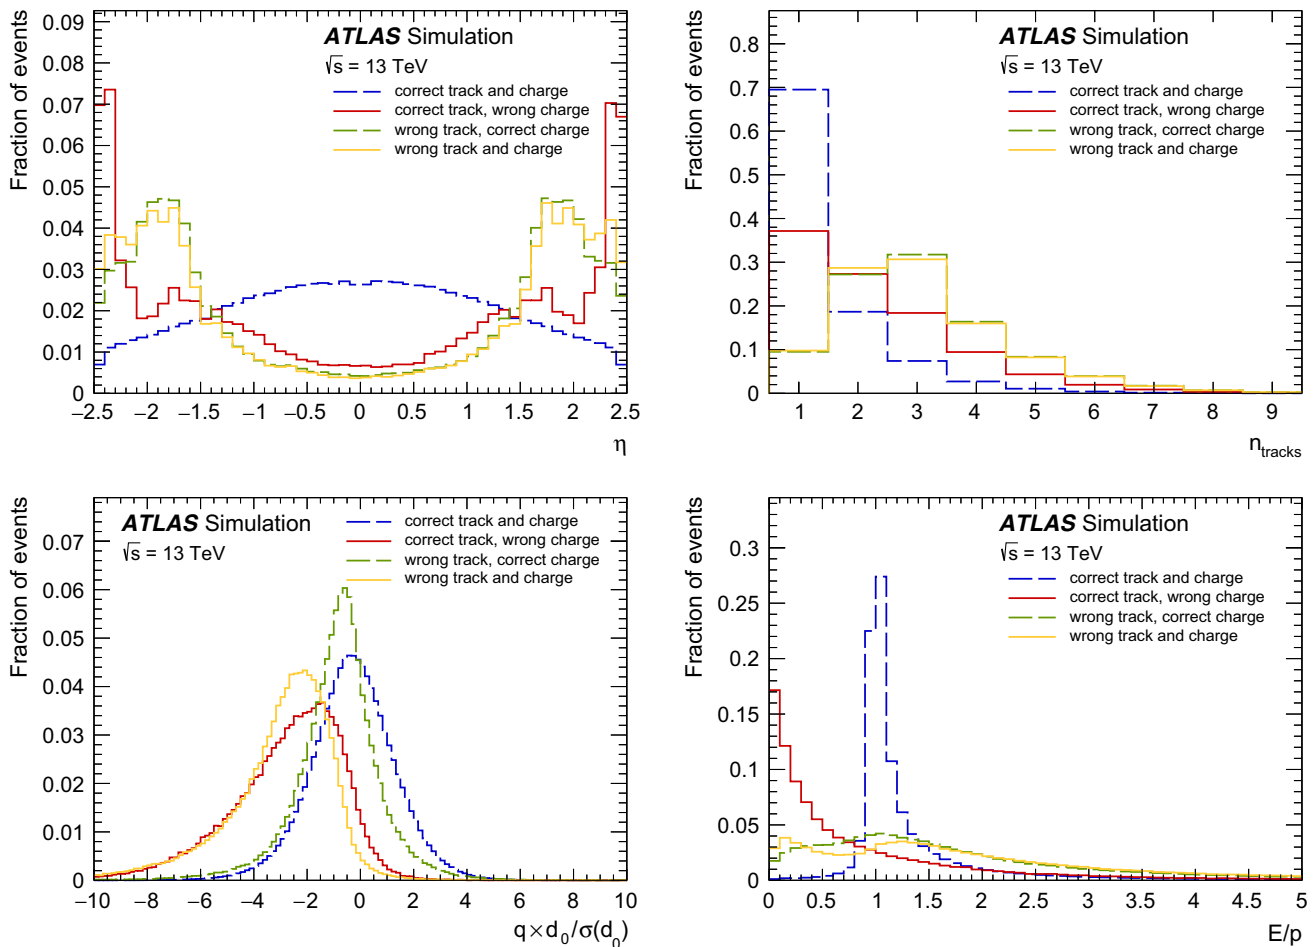 Fraction of events
0.09
0.08
0.07
0.06
0.05
0.04
0.03
0.02
0.01
0
ATLAS Simulation
√s = 13 TeV
correct track and charge
correct track, wrong charge
wrong track, correct charge
wrong track and charge
−2.5 −2 −1.5 −1 −0.5 0 0.5 1 1.5 2 2.5
η
Fraction of events
0.8
0.7
0.6
0.5
0.4
0.3
0.2
0.1
0
ATLAS Simulation
√s = 13 TeV
correct track and charge
correct track, wrong charge
wrong track, correct charge
wrong track and charge
1 2 3 4 5 6 7 8 9
n_tracks
Fraction of events
0.07
0.06
0.05
0.04
0.03
0.02
0.01
0
ATLAS Simulation
√s = 13 TeV
correct track and charge
correct track, wrong charge
wrong track, correct charge
wrong track and charge
−10 −8 −6 −4 −2 0 2 4 6 8 10
q×d_0/σ(d_0)
Fraction of events
0.3
0.25
0.2
0.15
0.1
0.05
0
ATLAS Simulation
√s = 13 TeV
correct track and charge
correct track, wrong charge
wrong track, correct charge
wrong track and charge
0 0.5 1 1.5 2 2.5 3 3.5 4 4.5 5
E/p